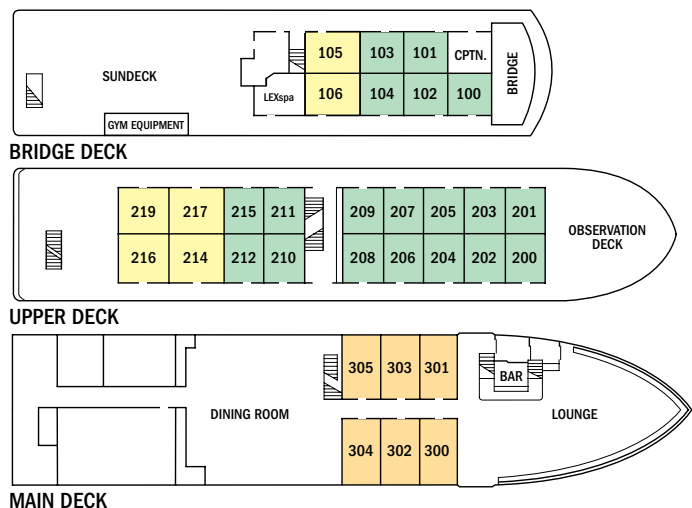 105 103 101 CPTN.
SUNDECK
BRIDGE
LEXspa
106 104 102 100
GYM EQUIPMENT
BRIDGE DECK
219 217 215 211 209 207 205 203 201
OBSERVATION
DECK
216 214 212 210 208 206 204 202 200
UPPER DECK
305 303 301
BAR
DINING ROOM
LOUNGE
304 302 300
MAIN DECK